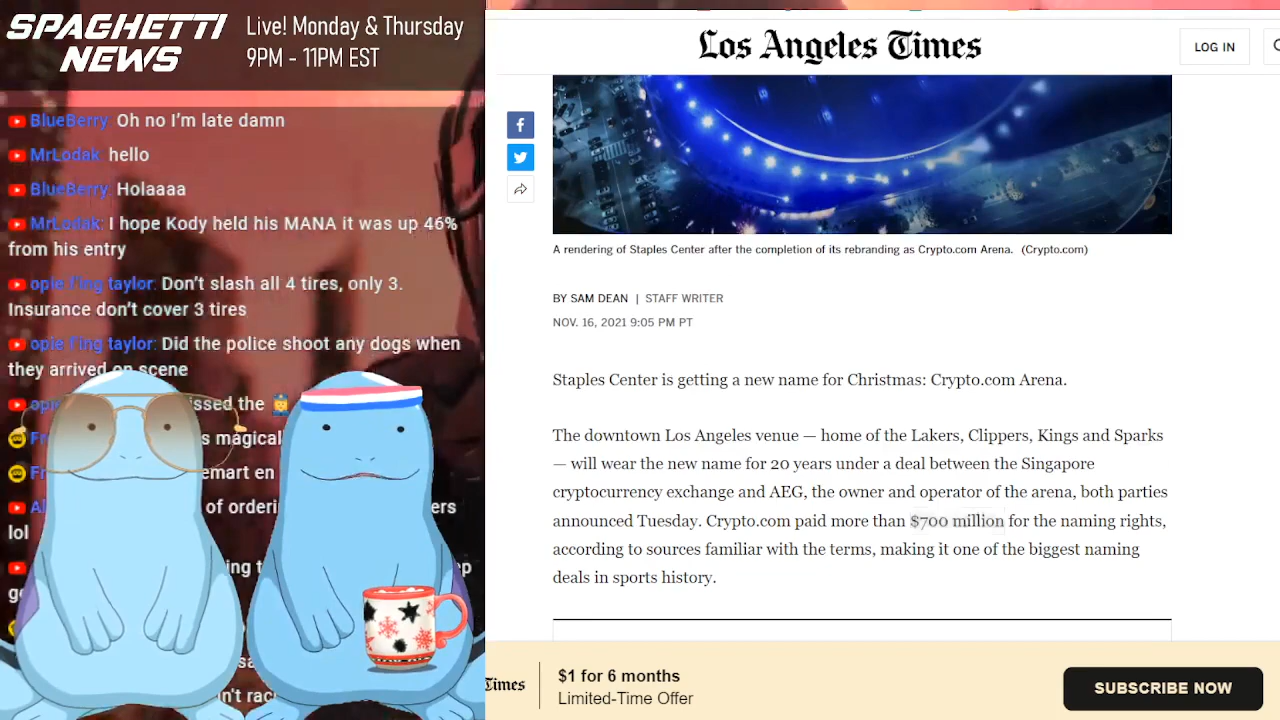 SPAGHETTI
NEWS
Live! Monday & Thursday
9PM - 11PM EST
BlueBerry: Oh no I'm late damn
MrLodak: hello
BlueBerry: Holaaaa
MrLodak: I hope Kody held his MANA it was up 46%
from his entry
opie f'ing taylor: Don't slash all 4 tires, only 3.
Insurance don't cover 3 tires
opie f'ing taylor: Did the police shoot any dogs when
they arrived on scene
issed the
s magical
emart en
of orderi
ers
lol
Los Angeles Times
LOG IN
A rendering of Staples Center after the completion of its rebranding as Crypto.com Arena. (Crypto.com)
BY SAM DEAN | STAFF WRITER
NOV. 16, 2021 9:05 PM PT
Staples Center is getting a new name for Christmas: Crypto.com Arena.
The downtown Los Angeles venue — home of the Lakers, Clippers, Kings and Sparks
— will wear the new name for 20 years under a deal between the Singapore
cryptocurrency exchange and AEG, the owner and operator of the arena, both parties
announced Tuesday. Crypto.com paid more than $700 million for the naming rights,
according to sources familiar with the terms, making it one of the biggest naming
deals in sports history.
Times
$1 for 6 months
Limited-Time Offer
SUBSCRIBE NOW